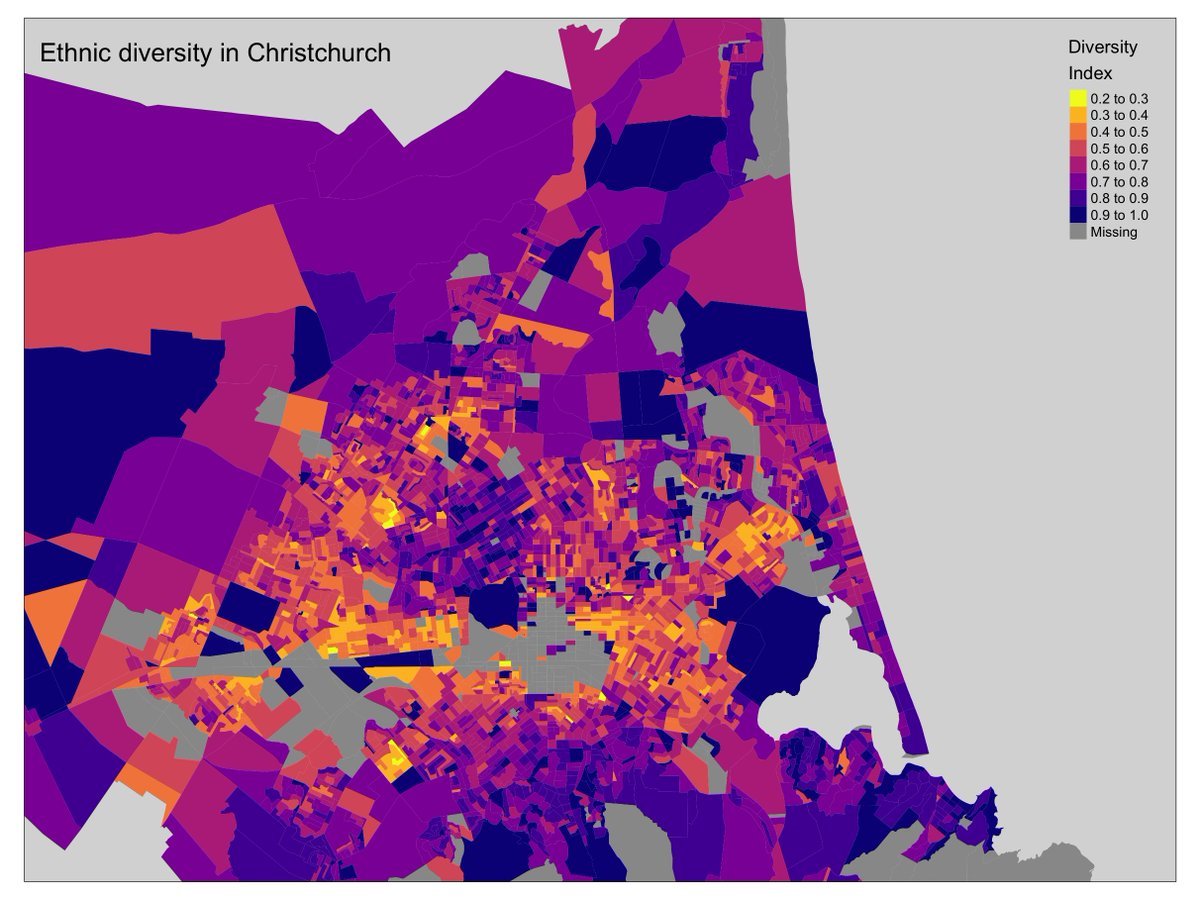 Ethnic diversity in Christchurch
Diversity
Index
0.2 to 0.3
0.3 to 0.4
0.4 to 0.5
0.5 to 0.6
0.6 to 0.7
0.7 to 0.8
0.8 to 0.9
0.9 to 1.0
Missing